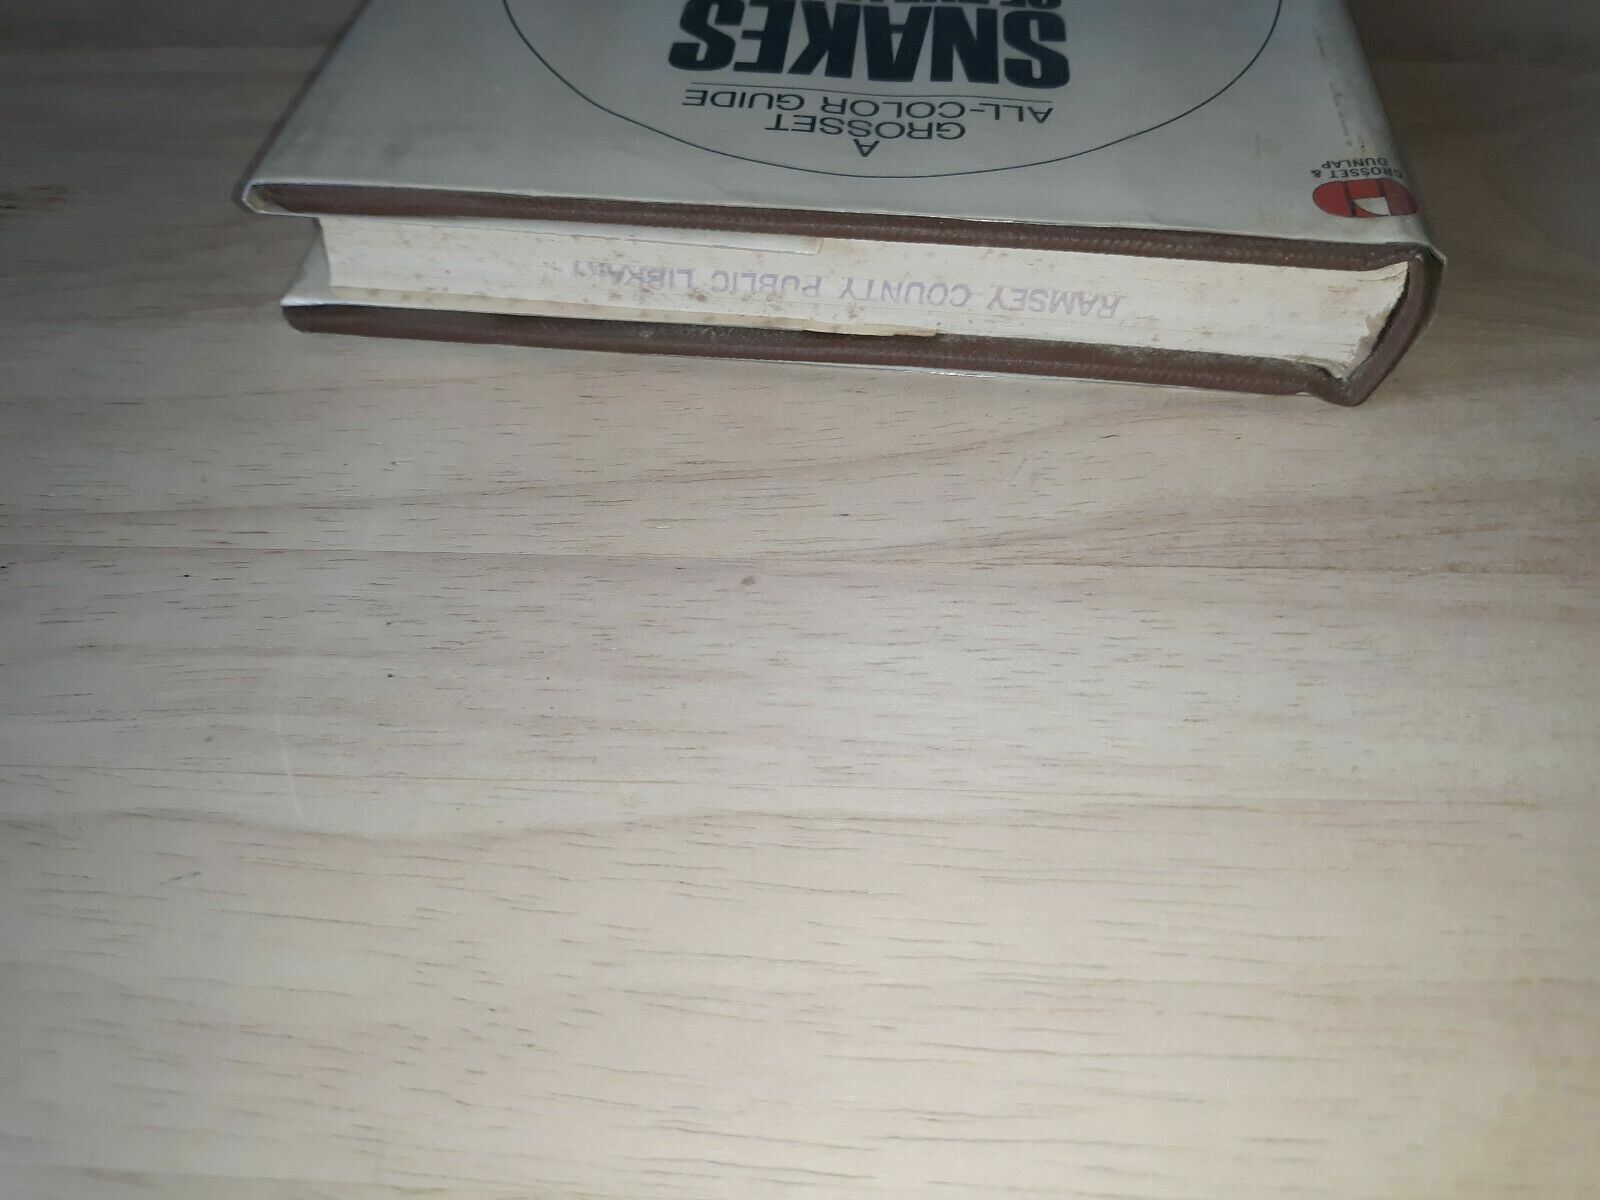 A
GROSSET
ALL-COLOR GUIDE
SNAKES
GROSSET &
DUNLAP
RAMSEY COUNTY PUBLIC LIBRARY